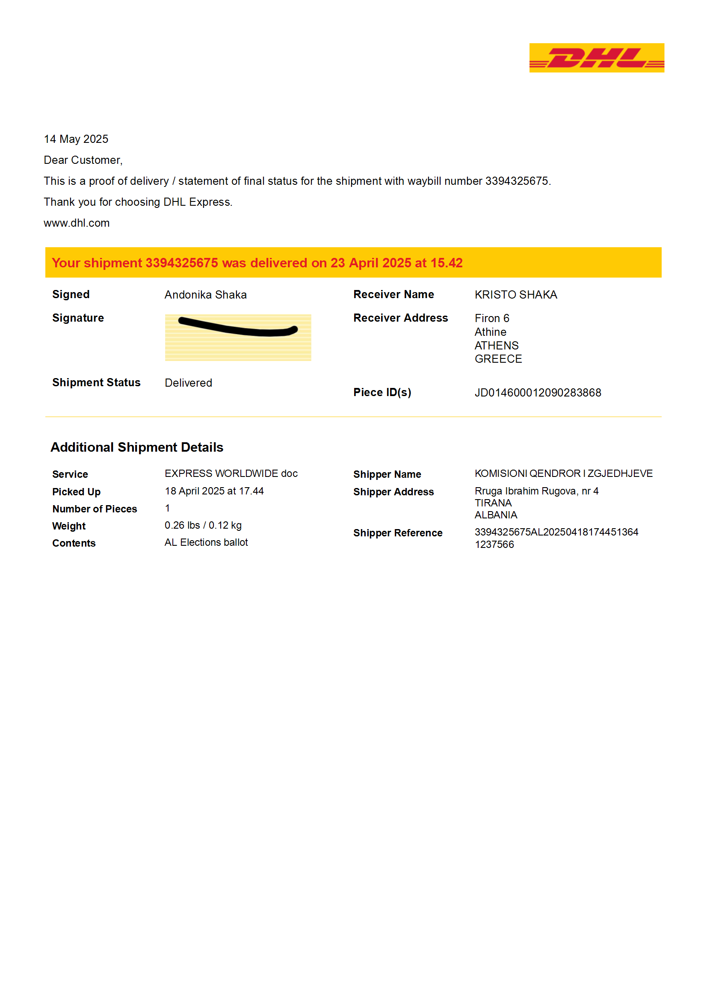 DHL
14 May 2025
Dear Customer,
This is a proof of delivery / statement of final status for the shipment with waybill number 3394325675.
Thank you for choosing DHL Express.
www.dhl.com
Your shipment 3394325675 was delivered on 23 April 2025 at 15.42
Signed Andonika Shaka
Receiver Name KRISTO SHAKA
Signature
Receiver Address Firon 6
Athine
ATHENS
GREECE
Shipment Status Delivered
Piece ID(s) JD014600012090283868
Additional Shipment Details
Service EXPRESS WORLDWIDE doc
Picked Up 18 April 2025 at 17.44
Number of Pieces 1
Weight 0.26 lbs / 0.12 kg
Contents AL Elections ballot
Shipper Name KOMISIONI QENDROR I ZGJEDHJEVE
Shipper Address Rruga Ibrahim Rugova, nr 4
TIRANA
ALBANIA
Shipper Reference 3394325675AL20250418174451364
1237566